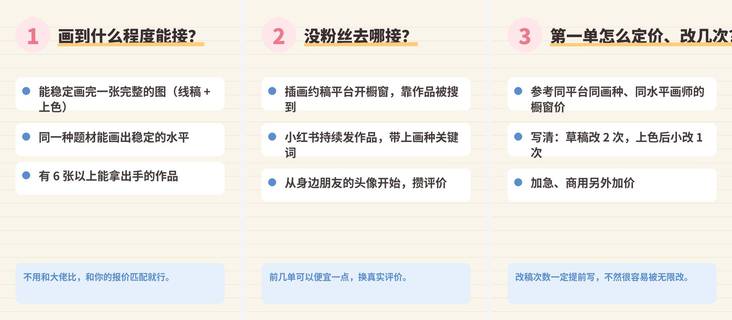 1 画到什么程度能接？
能稳定画完一张完整的图（线稿 +
上色）
同一种题材能画出稳定的水平
有 6 张以上能拿出手的作品
不用和大佬比，和你的报价匹配就行。
2 没粉丝去哪接？
插画约稿平台开橱窗，靠作品被搜
到
小红书持续发作品，带上画种关键
词
从身边朋友的头像开始，攒评价
前几单可以便宜一点，换真实评价。
3 第一单怎么定价、改几次？
参考同平台同画种、同水平画师的
橱窗价
写清：草稿改 2 次，上色后小改 1
次
加急、商用另外加价
改稿次数一定提前写，不然很容易被无限改。